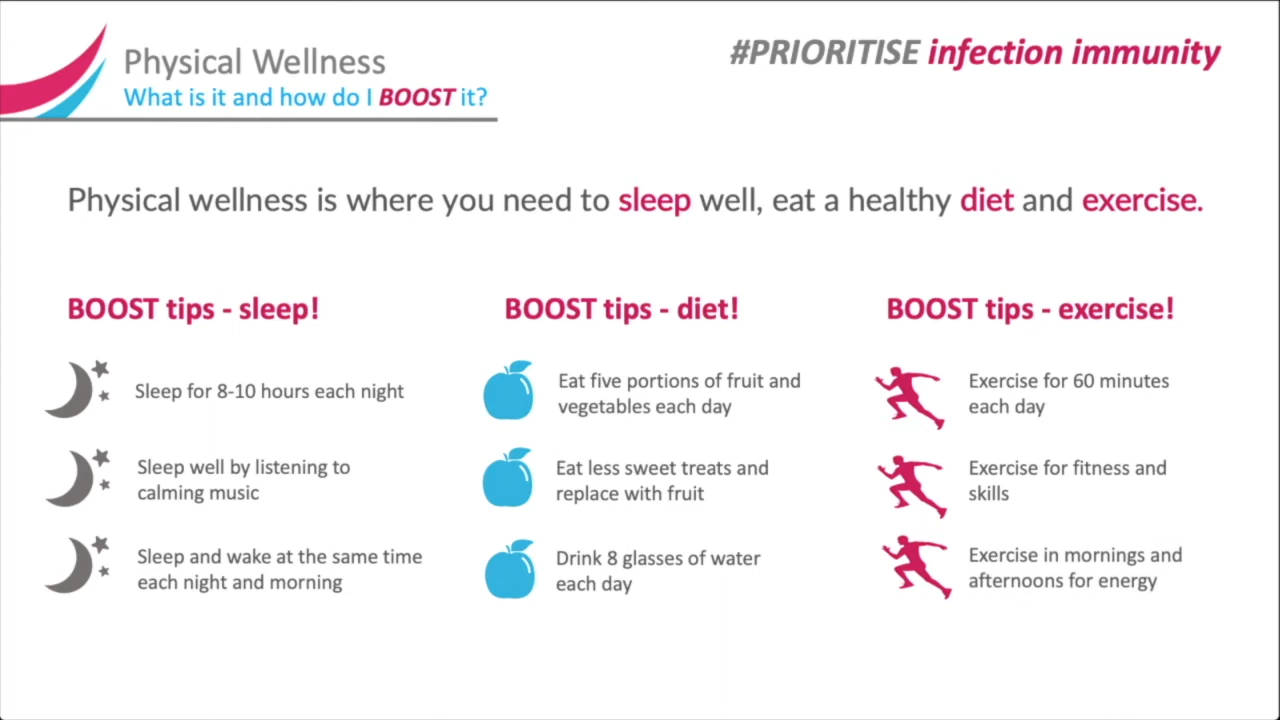 Physical Wellness
What is it and how do I BOOST it?
#PRIORITISE infection immunity
Physical wellness is where you need to sleep well, eat a healthy diet and exercise.
BOOST tips - sleep!
Sleep for 8-10 hours each night
Sleep well by listening to
calming music
Sleep and wake at the same time
each night and morning
BOOST tips - diet!
Eat five portions of fruit and
vegetables each day
Eat less sweet treats and
replace with fruit
Drink 8 glasses of water
each day
BOOST tips - exercise!
Exercise for 60 minutes
each day
Exercise for fitness and
skills
Exercise in mornings and
afternoons for energy